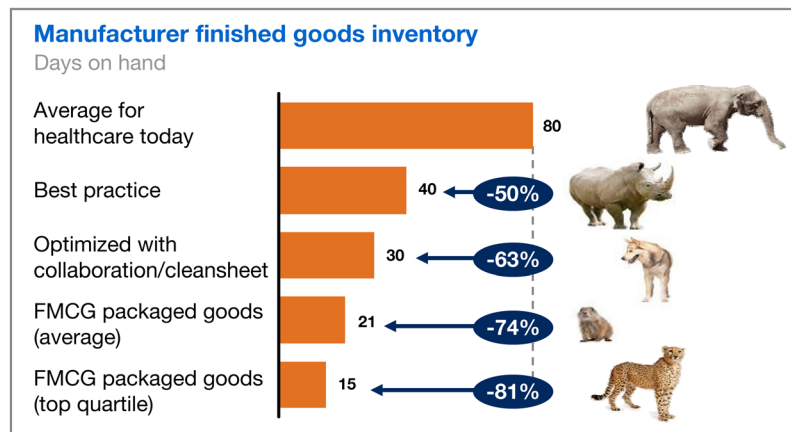 Manufacturer finished goods inventory
Days on hand
Average for
healthcare today
80
Best practice
40
-50%
Optimized with
collaboration/cleansheet
30
-63%
FMCG packaged goods
(average)
21
-74%
FMCG packaged goods
(top quartile)
15
-81%